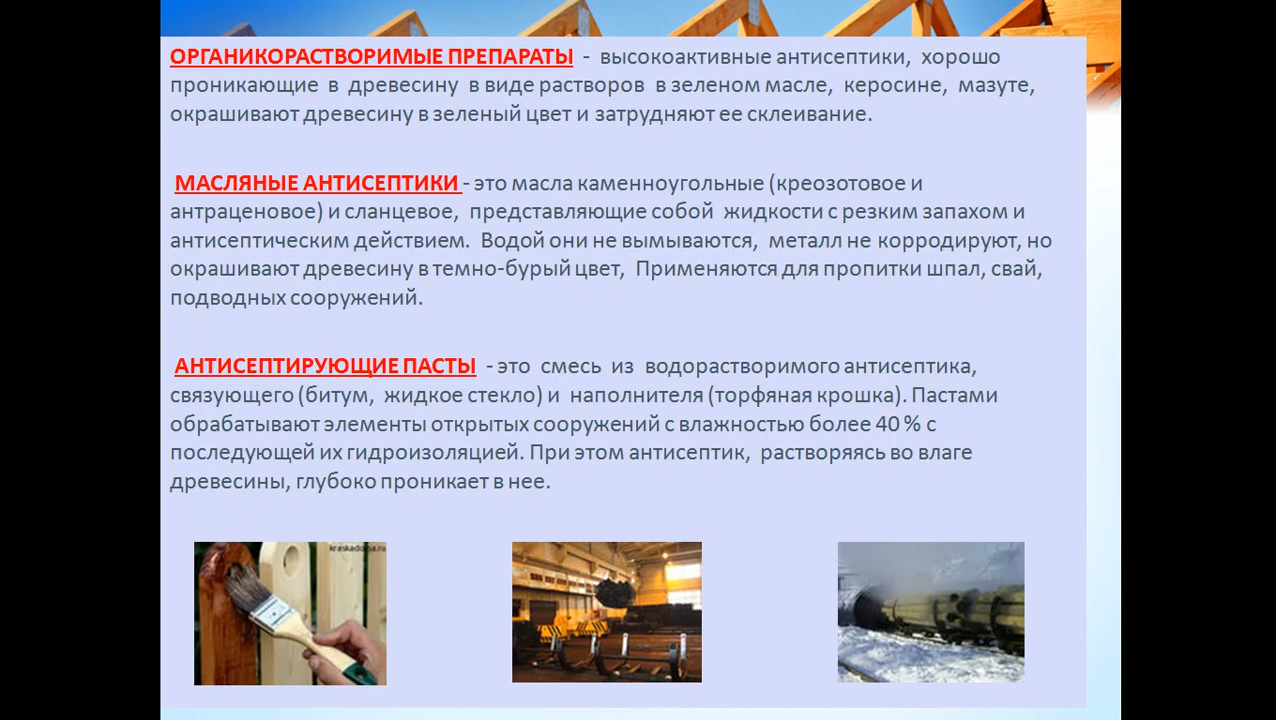 ОРГАНИКОРАСТВОРИМЫЕ ПРЕПАРАТЫ - высокоактивные антисептики, хорошо
проникающие в древесину в виде растворов в зеленом масле, керосине, мазуте,
окрашивают древесину в зеленый цвет и затрудняют ее склеивание.
МАСЛЯНЫЕ АНТИСЕПТИКИ - это масла каменноугольные (креозотовое и
антраценовое) и сланцевое, представляющие собой жидкости с резким запахом и
антисептическим действием. Водой они не вымываются, металл не корродируют, но
окрашивают древесину в темно-бурый цвет, Применяются для пропитки шпал, свай,
подводных сооружений.
АНТИСЕПТИРУЮЩИЕ ПАСТЫ - это смесь из водорастворимого антисептика,
связующего (битум, жидкое стекло) и наполнителя (торфяная крошка). Пастами
обрабатывают элементы открытых сооружений с влажностью более 40 % с
последующей их гидроизоляцией. При этом антисептик, растворяясь во влаге
древесины, глубоко проникает в нее.
kraskadoma.ru